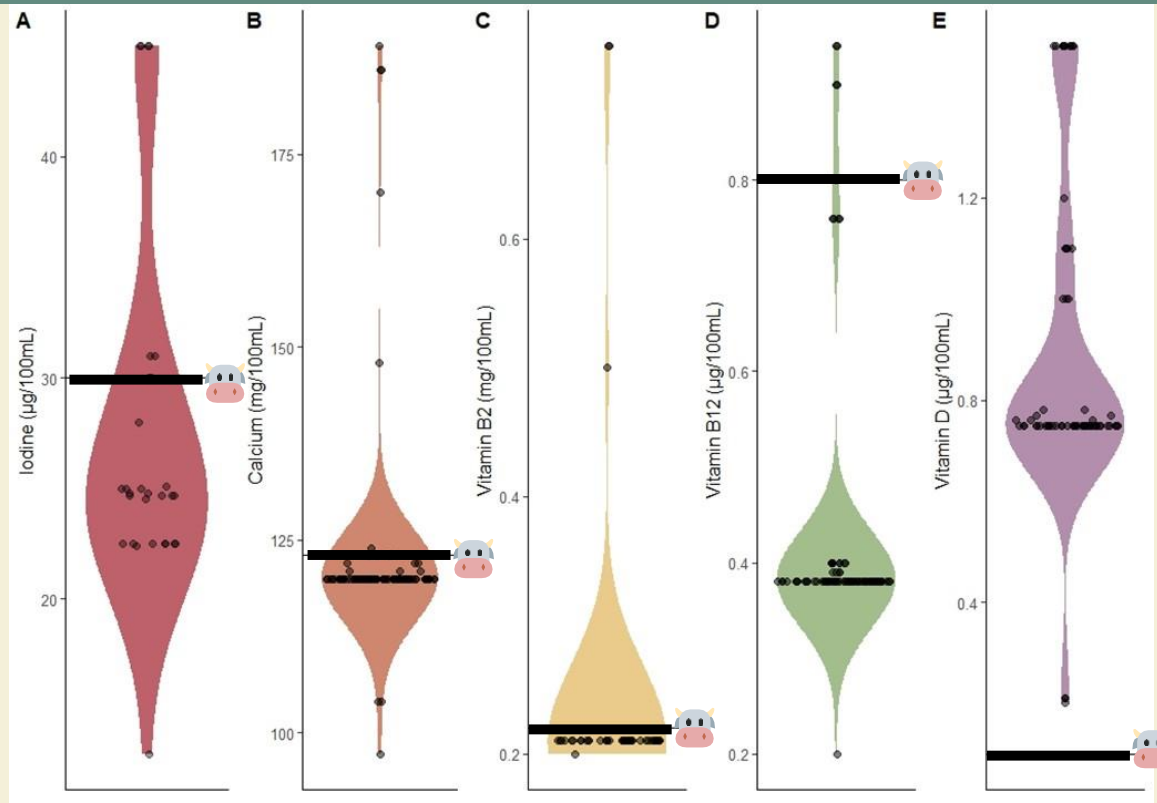 A
Iodine (µg/100mL)
40
30
20
B
Calcium (mg/100mL)
175
150
125
100
C
Vitamin B2 (mg/100mL)
0.6
0.4
0.2
D
Vitamin B12 (µg/100mL)
0.8
0.6
0.4
0.2
E
Vitamin D (µg/100mL)
1.2
0.8
0.4